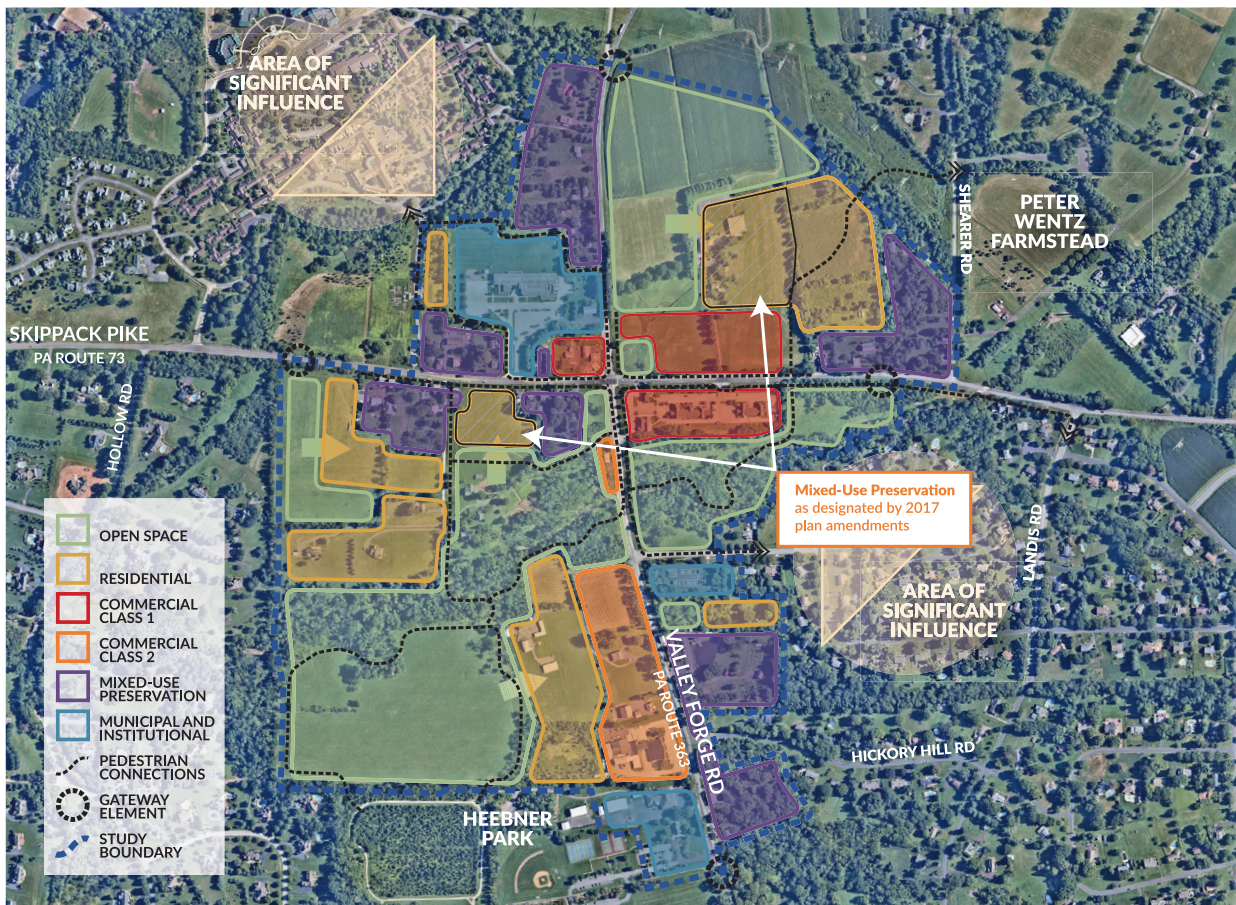 AREA OF
SIGNIFICANT
INFLUENCE
SHEARER RD
PETER
WENTZ
FARMSTEAD
SKIPPACK PIKE
PA ROUTE 73
HOLLOW RD
Mixed-Use Preservation
as designated by 2017
plan amendments
LANDIS RD
AREA OF
SIGNIFICANT
INFLUENCE
VALLEY FORGE RD
PA ROUTE 363
HICKORY HILL RD
HEEBNER
PARK
OPEN SPACE
RESIDENTIAL
COMMERCIAL
CLASS 1
COMMERCIAL
CLASS 2
MIXED-USE
PRESERVATION
MUNICIPAL AND
INSTITUTIONAL
PEDESTRIAN
CONNECTIONS
GATEWAY
ELEMENT
STUDY
BOUNDARY